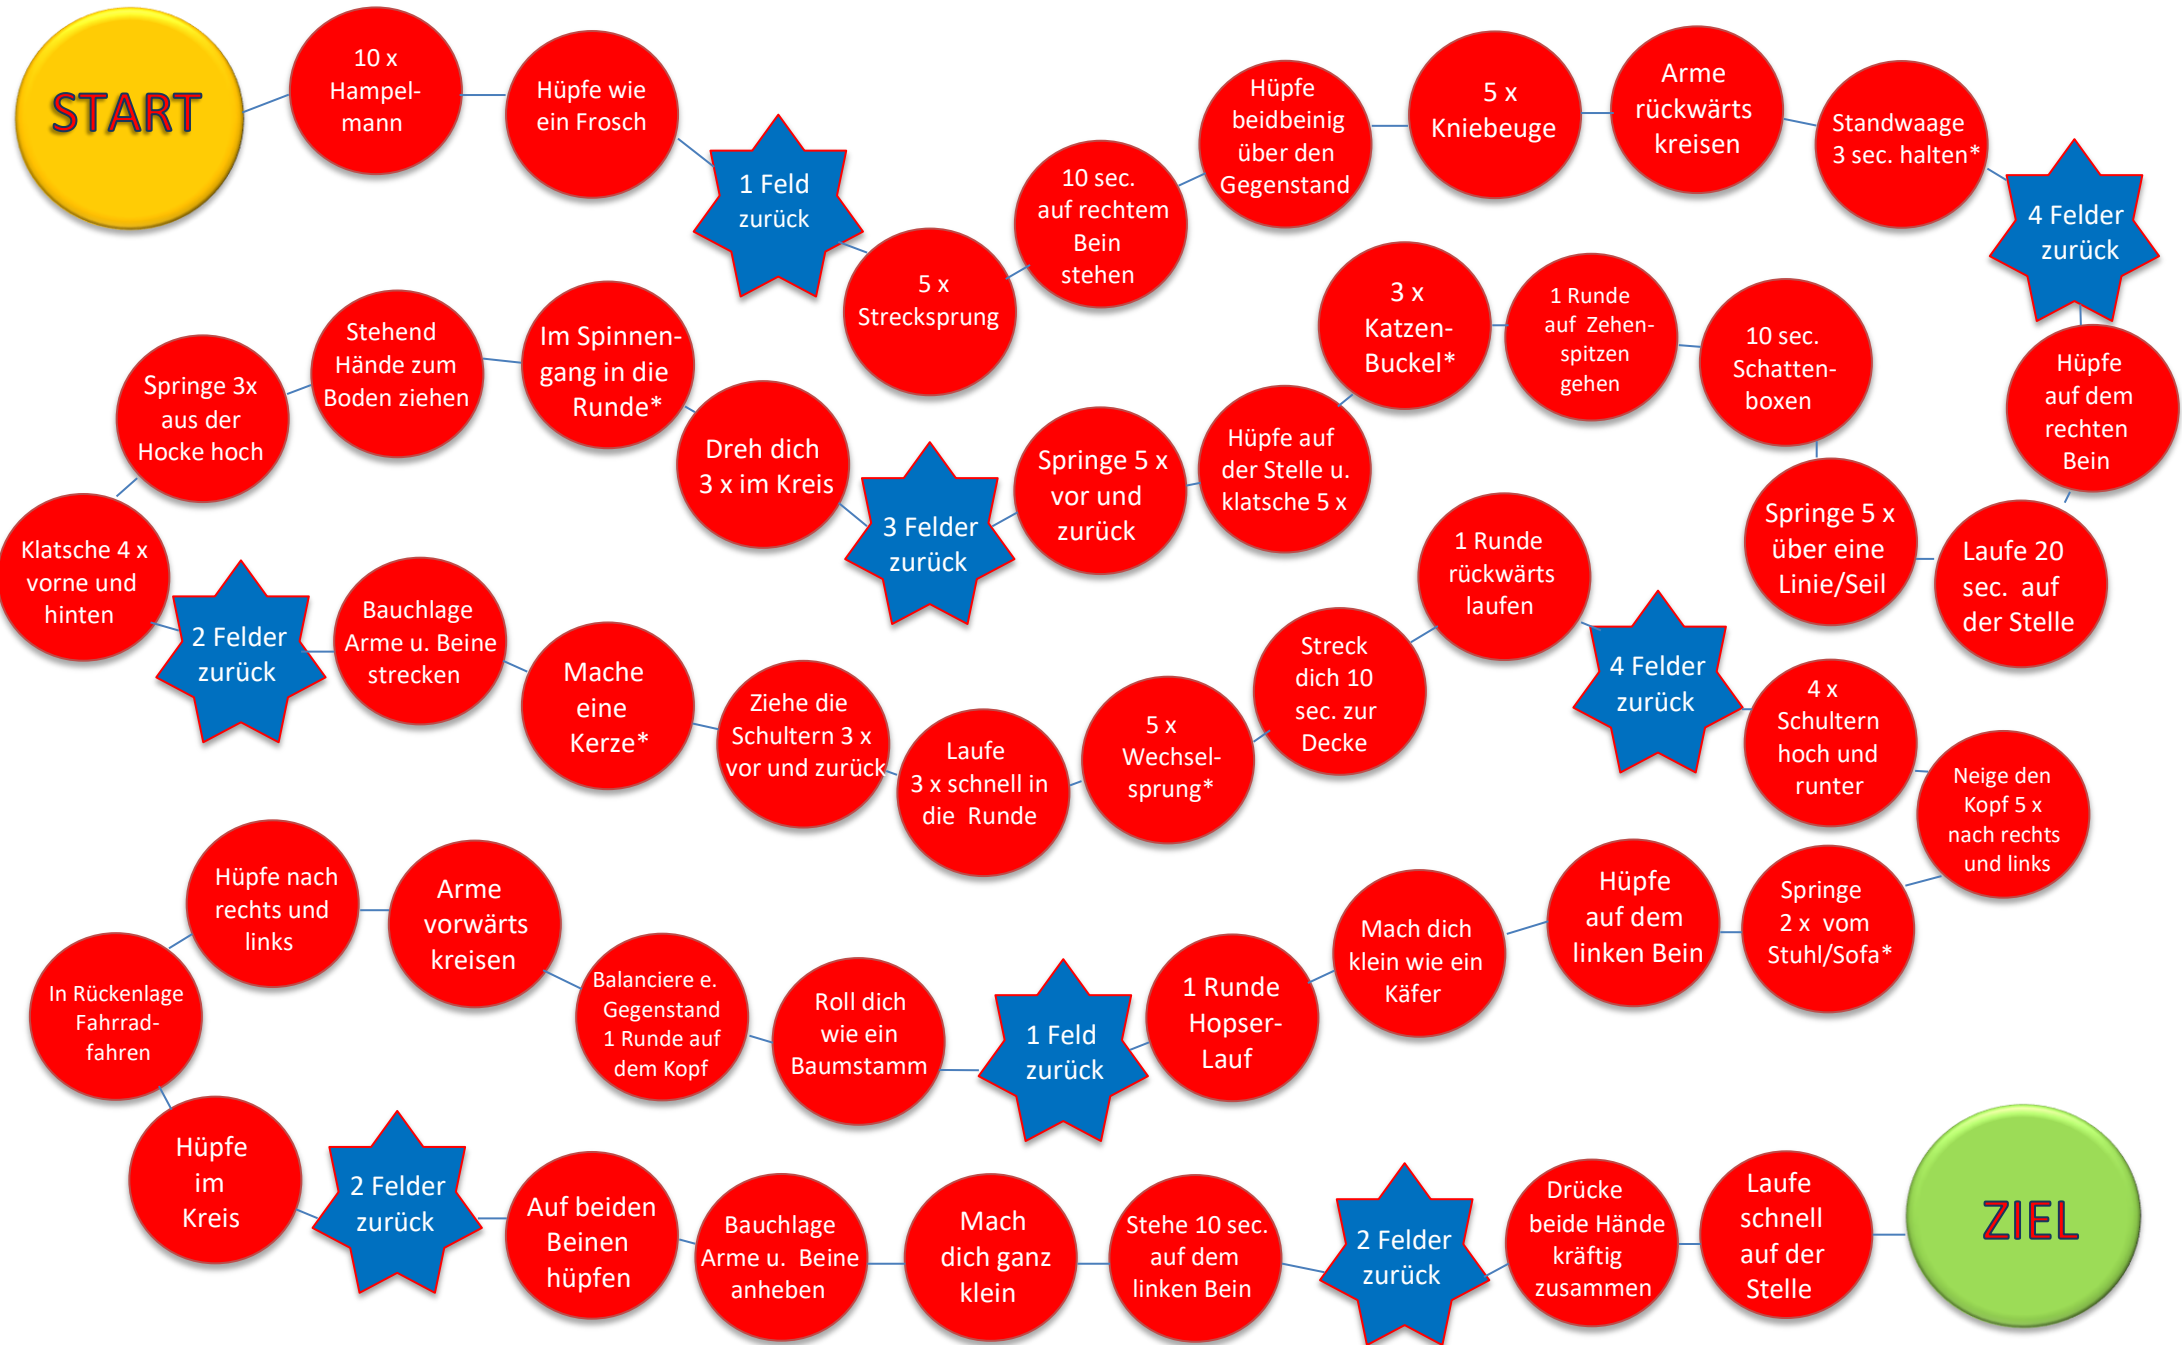 START
10 x
Hampel-
mann
Hüpfe wie
ein Frosch
1 Feld
zurück
5 x
Strecksprung
10 sec.
auf rechtem
Bein
stehen
Hüpfe
beidbeinig
über den
Gegenstand
5 x
Kniebeuge
Arme
rückwärts
kreisen
Standwaage
3 sec. halten*
4 Felder
zurück
Hüpfe
auf dem
rechten
Bein
Laufe 20
sec. auf
der Stelle
Springe 5 x
über eine
Linie/Seil
10 sec.
Schatten-
boxen
1 Runde
auf Zehen-
spitzen
gehen
3 x
Katzen-
Buckel*
Hüpfe auf
der Stelle u.
klatsche 5 x
Springe 5 x
vor und
zurück
3 Felder
zurück
Dreh dich
3 x im Kreis
Im Spinnen-
gang in die
Runde*
Stehend
Hände zum
Boden ziehen
Springe 3x
aus der
Hocke hoch
Klatsche 4 x
vorne und
hinten
2 Felder
zurück
Bauchlage
Arme u. Beine
strecken
Mache
eine
Kerze*
Ziehe die
Schultern 3 x
vor und zurück
Laufe
3 x schnell in
die Runde
5 x
Wechsel-
sprung*
Streck
dich 10
sec. zur
Decke
1 Runde
rückwärts
laufen
4 Felder
zurück
4 x
Schultern
hoch und
runter
Neige den
Kopf 5 x
nach rechts
und links
Springe
2 x vom
Stuhl/Sofa*
Hüpfe
auf dem
linken Bein
Mach dich
klein wie ein
Käfer
1 Runde
Hopser-
Lauf
1 Feld
zurück
Roll dich
wie ein
Baumstamm
Balanciere e.
Gegenstand
1 Runde auf
dem Kopf
Arme
vorwärts
kreisen
Hüpfe nach
rechts und
links
In Rückenlage
Fahrrad-
fahren
Hüpfe
im
Kreis
2 Felder
zurück
Auf beiden
Beinen
hüpfen
Bauchlage
Arme u. Beine
anheben
Mach
dich ganz
klein
Stehe 10 sec.
auf dem
linken Bein
2 Felder
zurück
Drücke
beide Hände
kräftig
zusammen
Laufe
schnell
auf der
Stelle
ZIEL